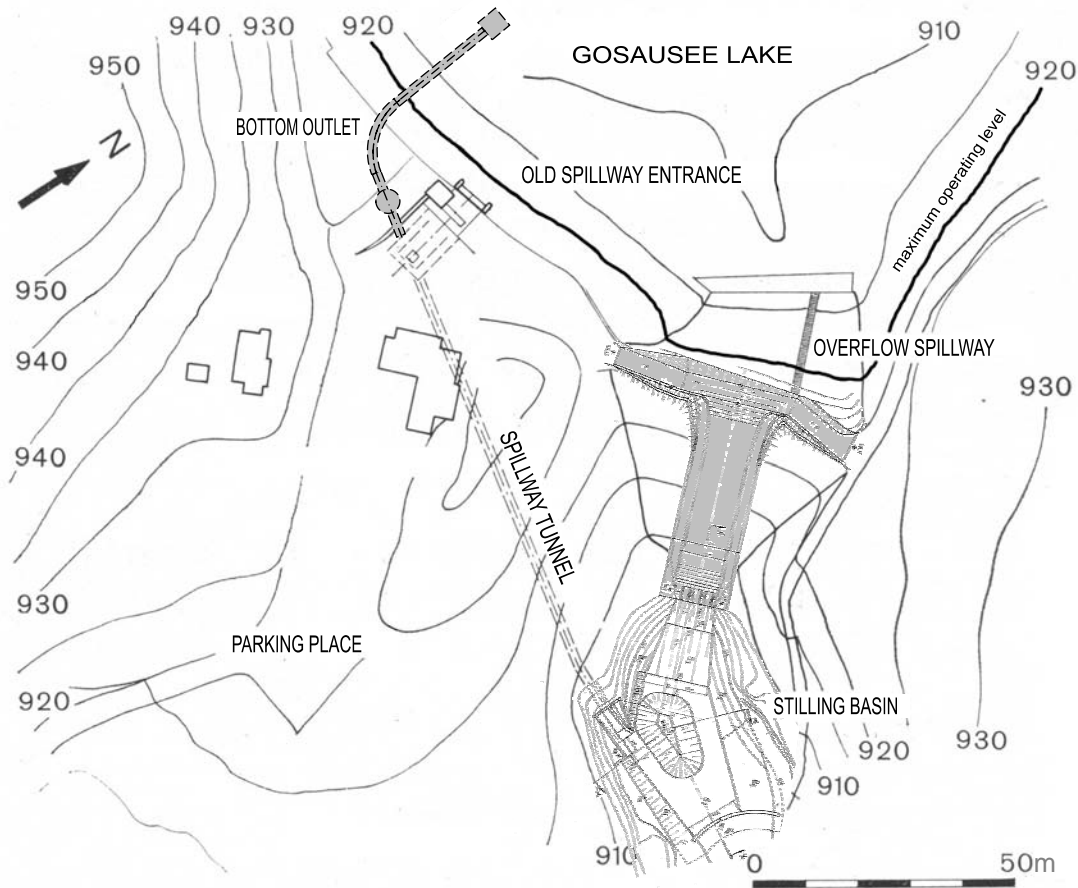 940 930 920
GOSAUSEE LAKE
910
950
920
BOTTOM OUTLET
maximum operating level
N
OLD SPILLWAY ENTRANCE
950
940
OVERFLOW SPILLWAY
930
940
SPILLWAY TUNNEL
930
PARKING PLACE
920
STILLING BASIN
920
930
910
910
0 50m